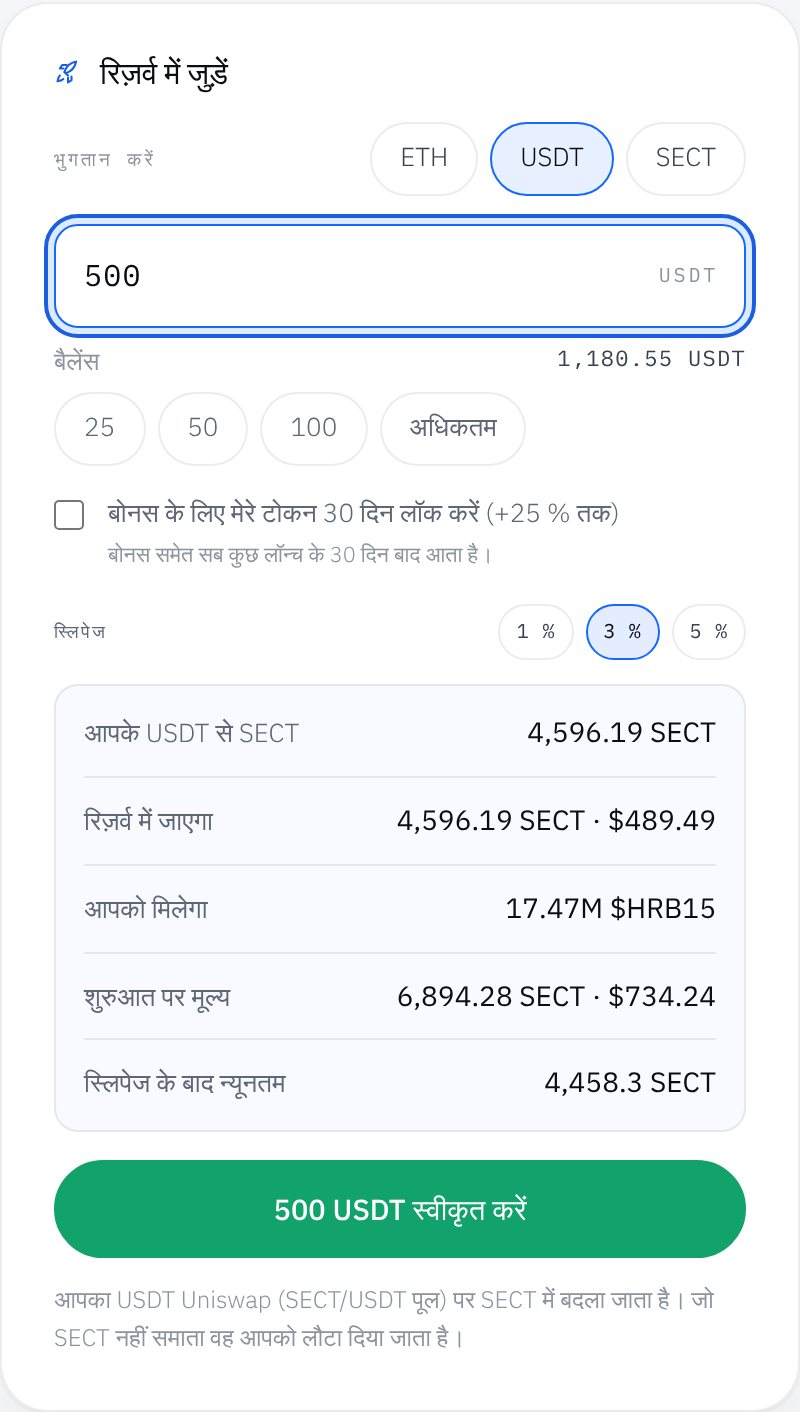 रिज़र्व में जुड़ें
भुगतान करें
ETH USDT SECT
500 USDT
बैलेंस 1,180.55 USDT
25 50 100 अधिकतम
बोनस के लिए मेरे टोकन 30 दिन लॉक करें (+25 % तक)
बोनस समेत सब कुछ लॉन्च के 30 दिन बाद आता है।
स्लिपेज 1 % 3 % 5 %
आपके USDT से SECT 4,596.19 SECT
रिज़र्व में जाएगा 4,596.19 SECT · $489.49
आपको मिलेगा 17.47M $HRB15
शुरुआत पर मूल्य 6,894.28 SECT · $734.24
स्लिपेज के बाद न्यूनतम 4,458.3 SECT
500 USDT स्वीकृत करें
आपका USDT Uniswap (SECT/USDT पूल) पर SECT में बदला जाता है। जो
SECT नहीं समाता वह आपको लौटा दिया जाता है।